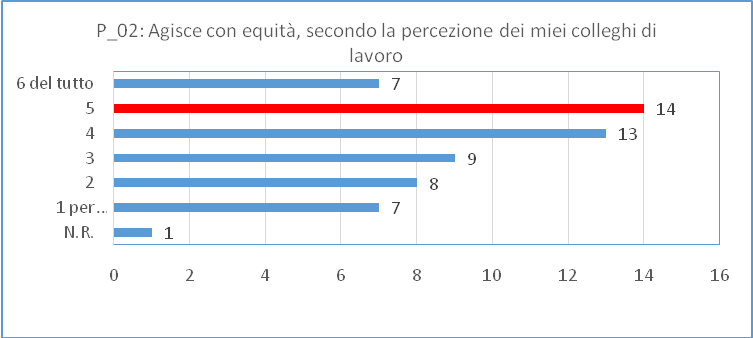 P_02: Agisce con equità, secondo la percezione dei miei colleghi di
lavoro
6 del tutto 7
5 14
4 13
3 9
2 8
1 per... 7
N.R. 1
0 2 4 6 8 10 12 14 16